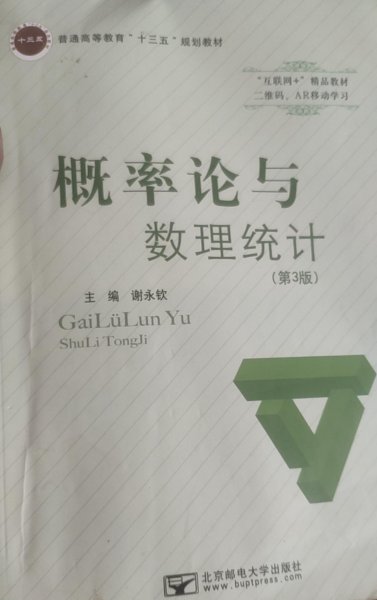 十三五
普通高等教育“十三五”规划教材
“互联网+”精品教材
二维码、AR移动学习
概率论与
数理统计
(第3版)
主 编 谢永钦
GaiLüLun Yu
ShuLi TongJi
北京邮电大学出版社
www.buptpress.com